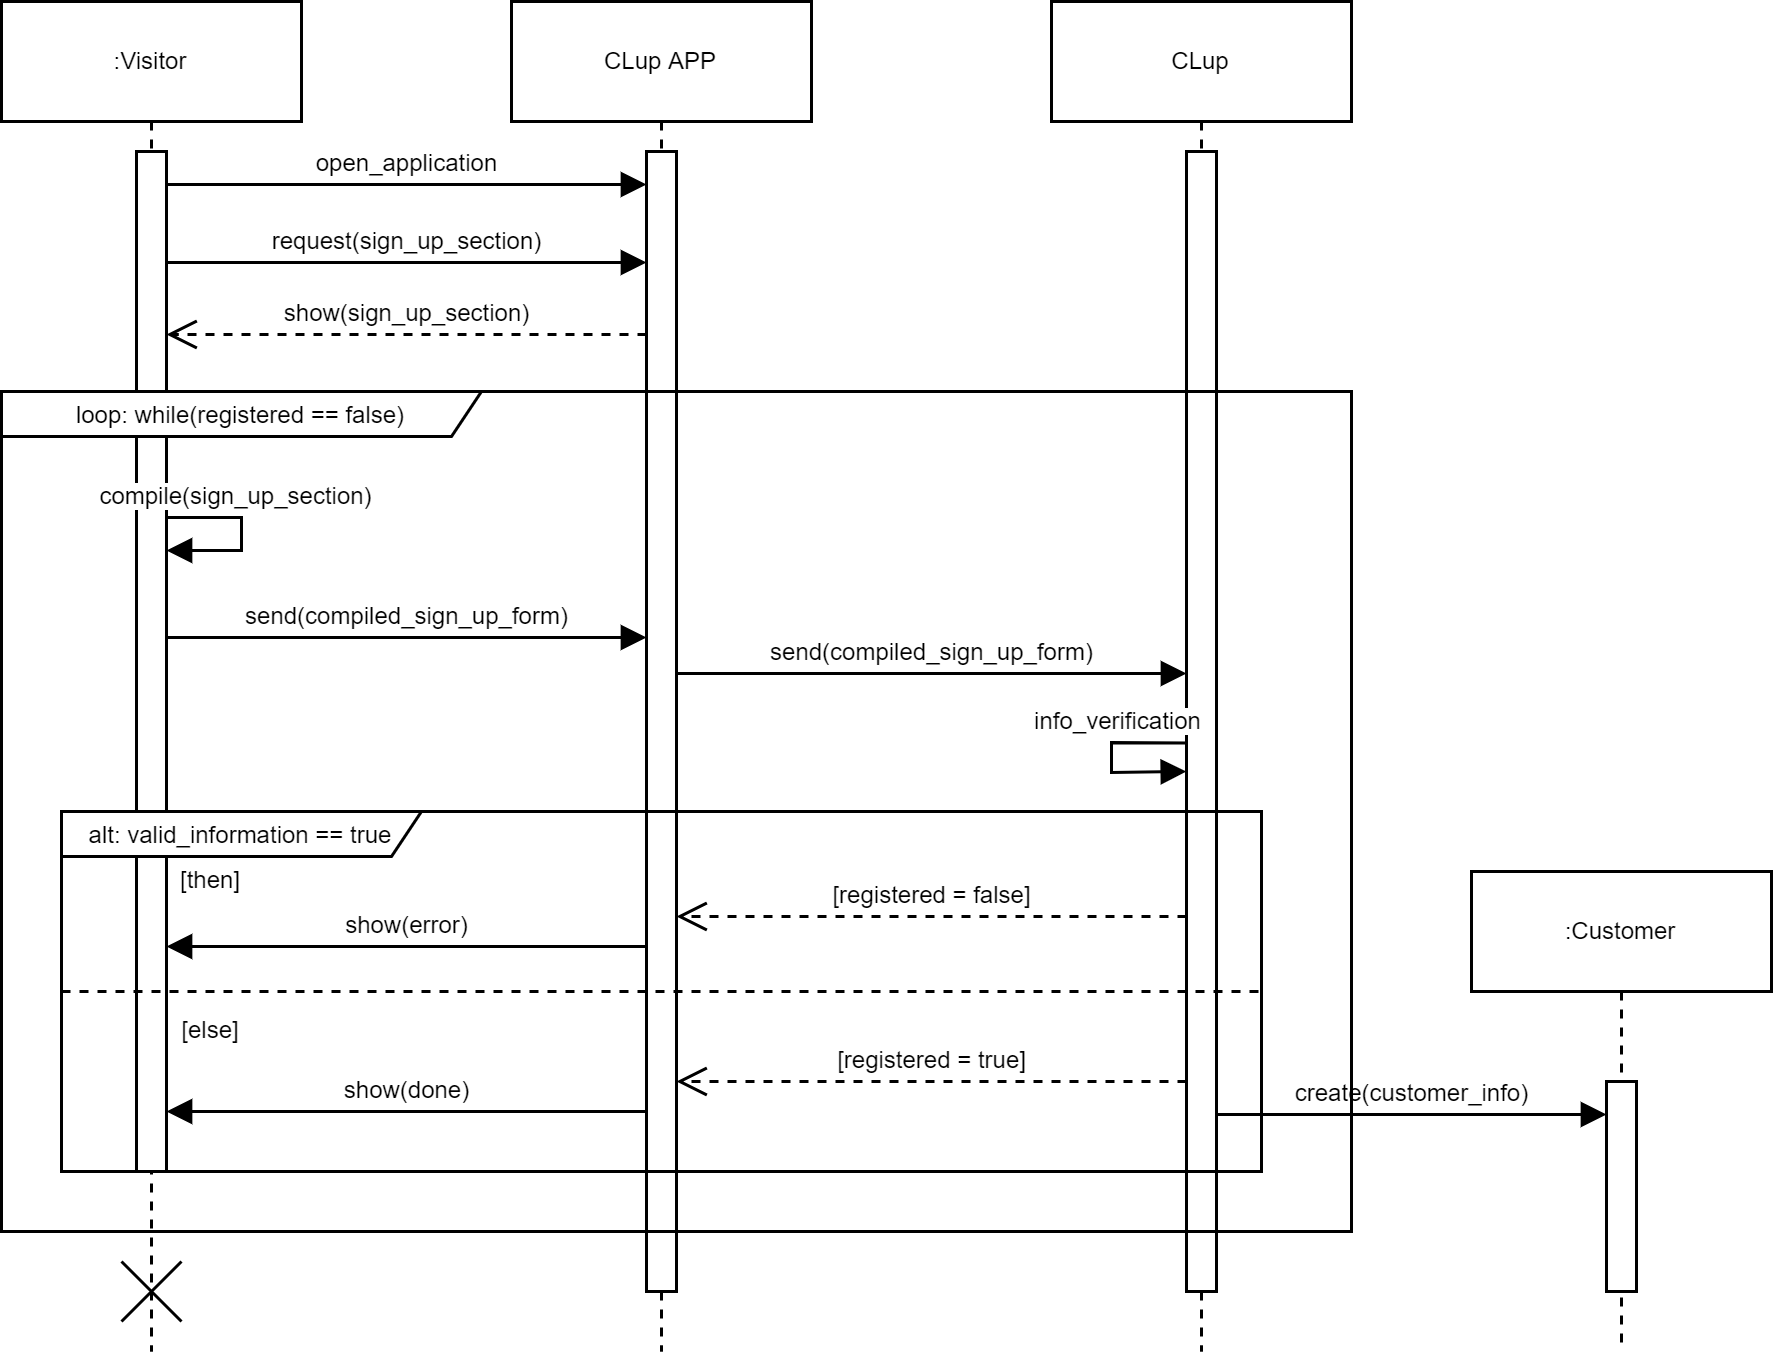 :Visitor
CLup APP
CLup
open_application
request(sign_up_section)
show(sign_up_section)
loop: while(registered == false)
compile(sign_up_section)
send(compiled_sign_up_form)
send(compiled_sign_up_form)
info_verification
alt: valid_information == true
[then]
[registered = false]
show(error)
:Customer
[else]
[registered = true]
show(done)
create(customer_info)